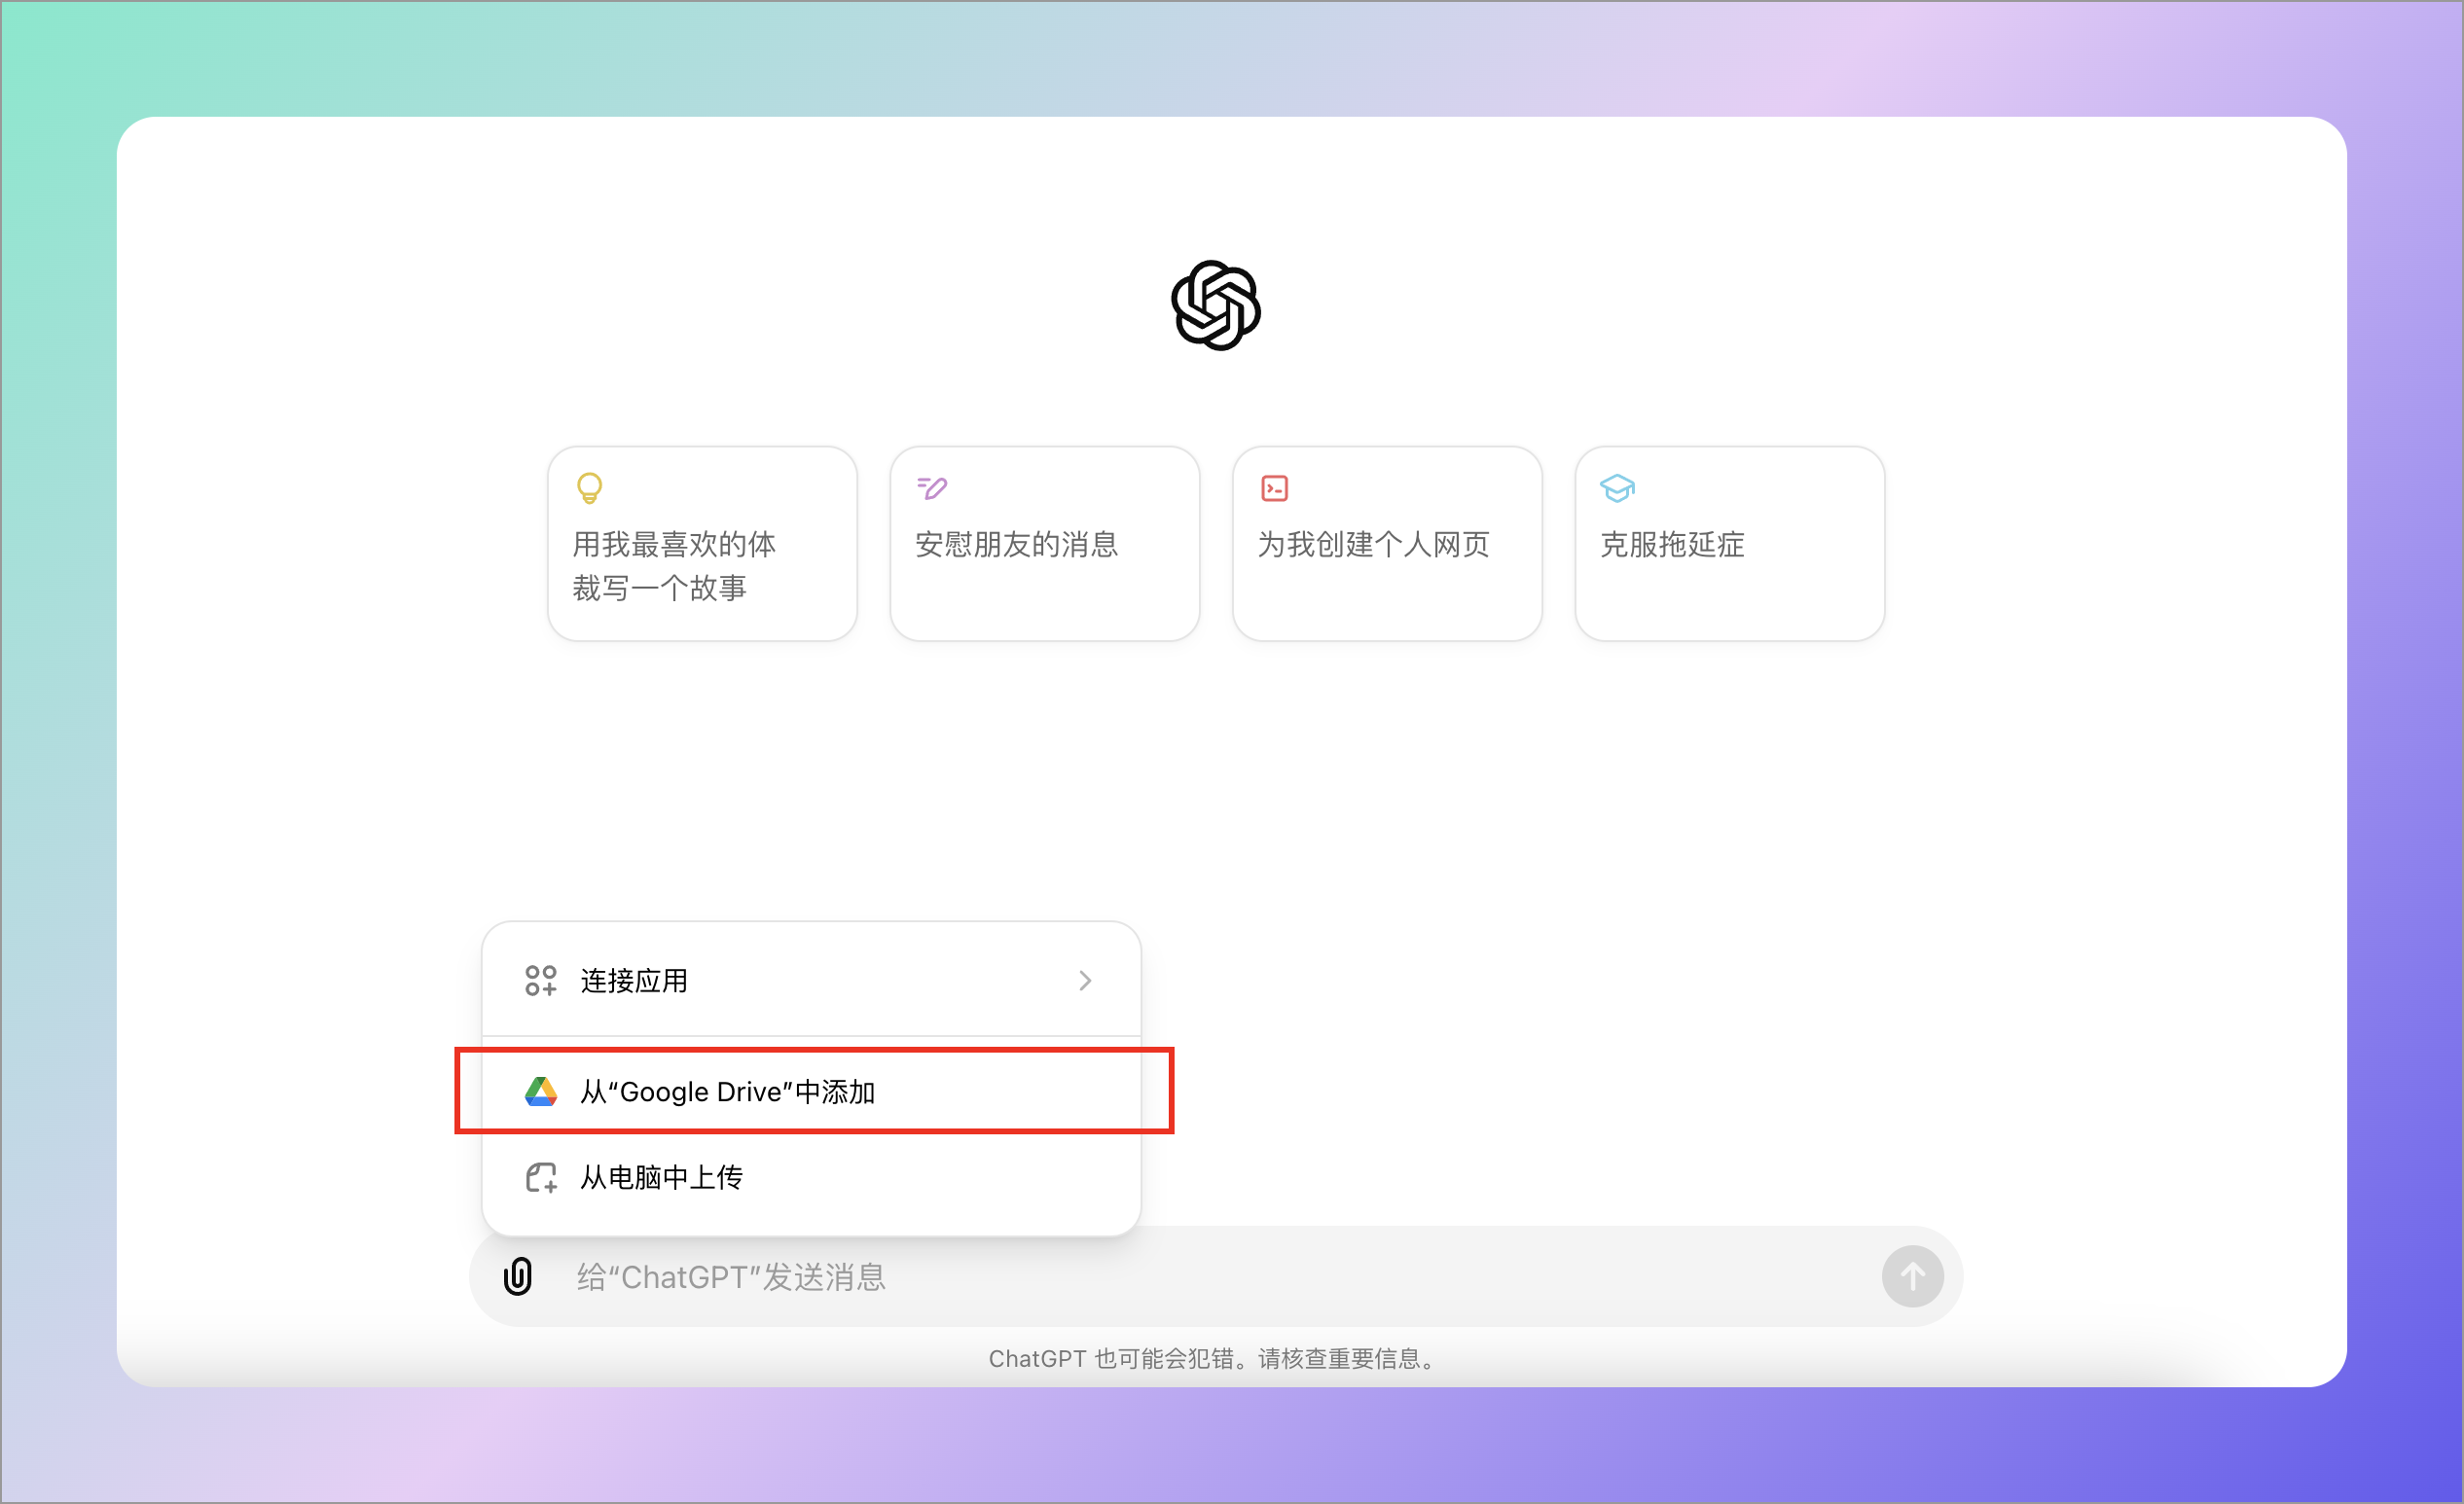 用我最喜欢的体
裁写一个故事
安慰朋友的消息
为我创建个人网页
克服拖延症
连接应用
从“Google Drive”中添加
从电脑中上传
给“ChatGPT”发送消息
ChatGPT 也可能会犯错。请核查重要信息。